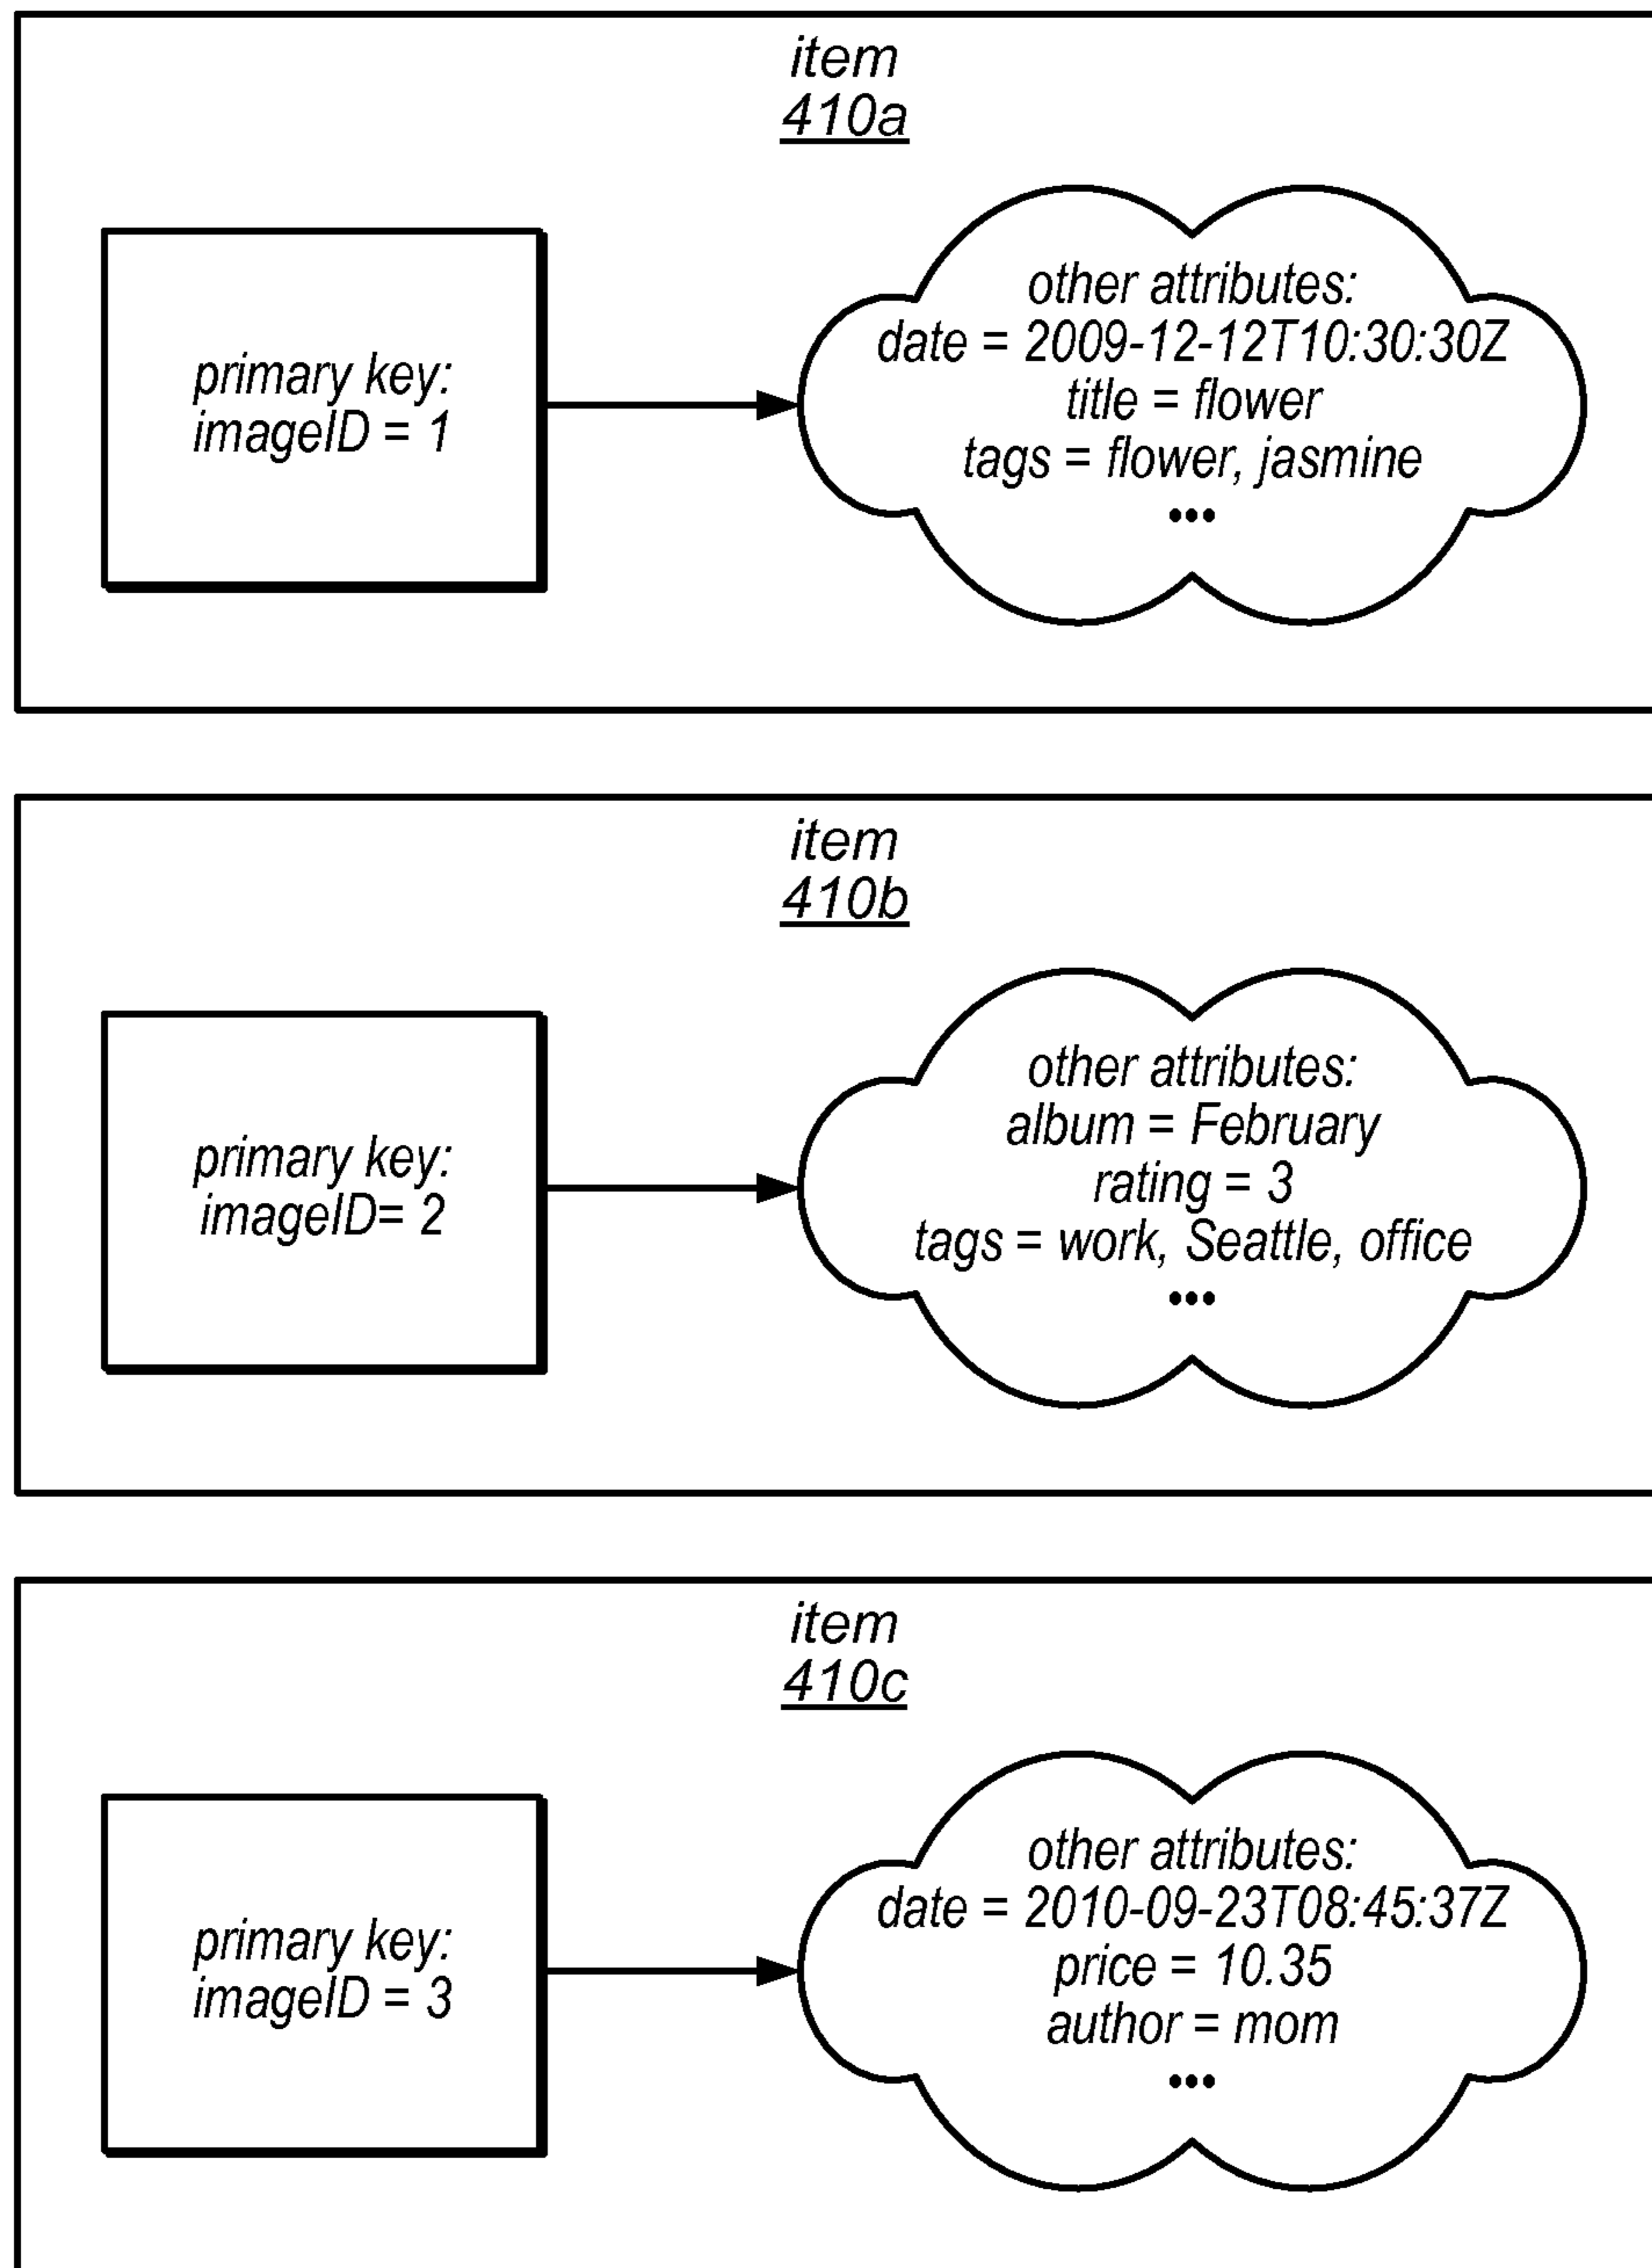 item
410a
primary key:
imageID = 1
other attributes:
date = 2009-12-12T10:30:30Z
title = flower
tags = flower, jasmine
•••
item
410b
primary key:
imageID= 2
other attributes:
album = February
rating = 3
tags = work, Seattle, office
•••
item
410c
primary key:
imageID = 3
other attributes:
date = 2010-09-23T08:45:37Z
price = 10.35
author = mom
•••